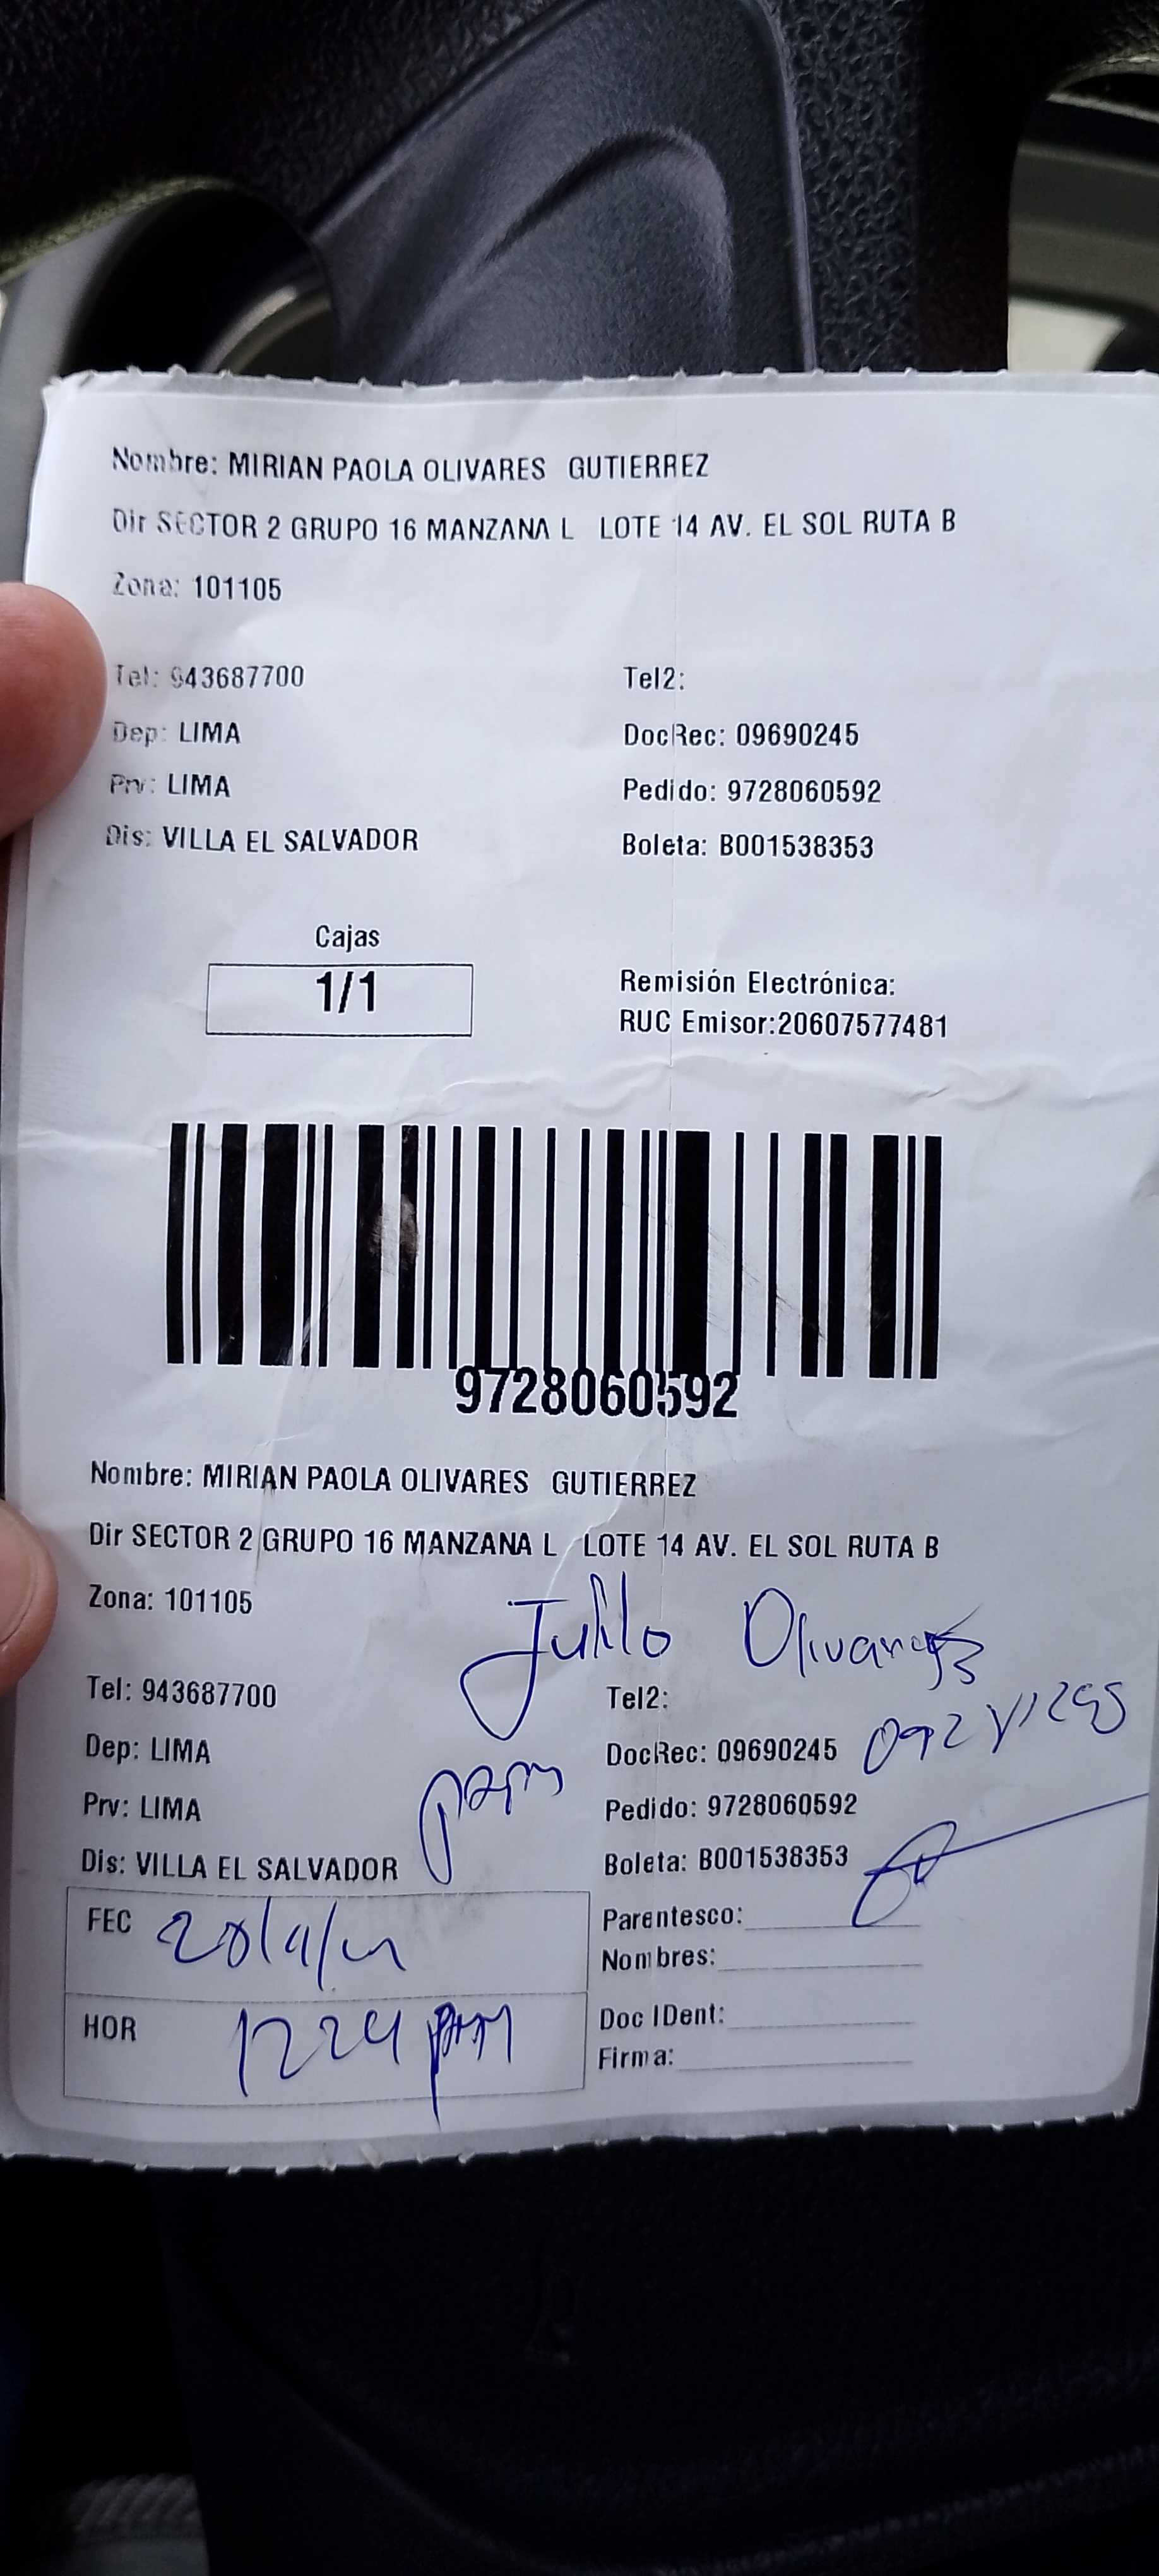 Nombre: MIRIAN PAOLA OLIVARES GUTIERREZ
Dir SECTOR 2 GRUPO 16 MANZANA L LOTE 14 AV. EL SOL RUTA B
Zona: 101105
Tel: 943687700 Tel2:
Dep: LIMA DocRec: 09690245
Prv: LIMA Pedido: 9728060592
Dis: VILLA EL SALVADOR Boleta: B001538353
Cajas
1/1
Remisión Electrónica:
RUC Emisor:20607577481
9728060592
Nombre: MIRIAN PAOLA OLIVARES GUTIERREZ
Dir SECTOR 2 GRUPO 16 MANZANA L LOTE 14 AV. EL SOL RUTA B
Zona: 101105
Olivares
Tel: 943687700 Tel2:
Dep: LIMA DocRec: 09690245
Prv: LIMA Pedido: 9728060592
Dis: VILLA EL SALVADOR Boleta: B001538353
FEC
Parentesco:
Nombres:
HOR 1224 pm
Doc IDent:
Firma: